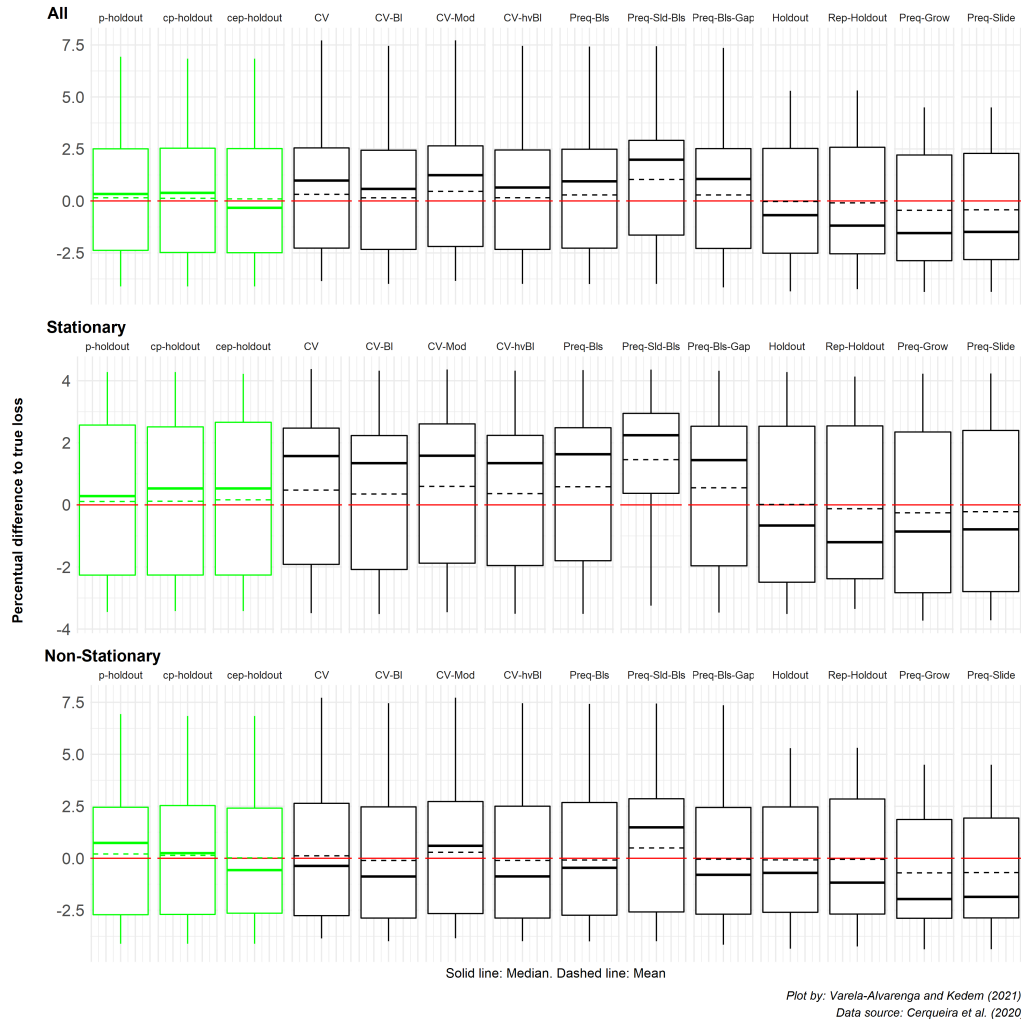 All
p-holdout cp-holdout cep-holdout CV CV-Bl CV-Mod CV-hvBl Preq-Bls Preq-Sld-Bls Preq-Bls-Gap Holdout Rep-Holdout Preq-Grow Preq-Slide
7.5
5.0
2.5
0.0
-2.5
Stationary
p-holdout cp-holdout cep-holdout CV CV-Bl CV-Mod CV-hvBl Preq-Bls Preq-Sld-Bls Preq-Bls-Gap Holdout Rep-Holdout Preq-Grow Preq-Slide
4
2
0
-2
-4
Percentual difference to true loss
Non-Stationary
p-holdout cp-holdout cep-holdout CV CV-Bl CV-Mod CV-hvBl Preq-Bls Preq-Sld-Bls Preq-Bls-Gap Holdout Rep-Holdout Preq-Grow Preq-Slide
7.5
5.0
2.5
0.0
-2.5
Solid line: Median. Dashed line: Mean
Plot by: Varela-Alvarenga and Kedem (2021)
Data source: Cerqueira et al. (2020